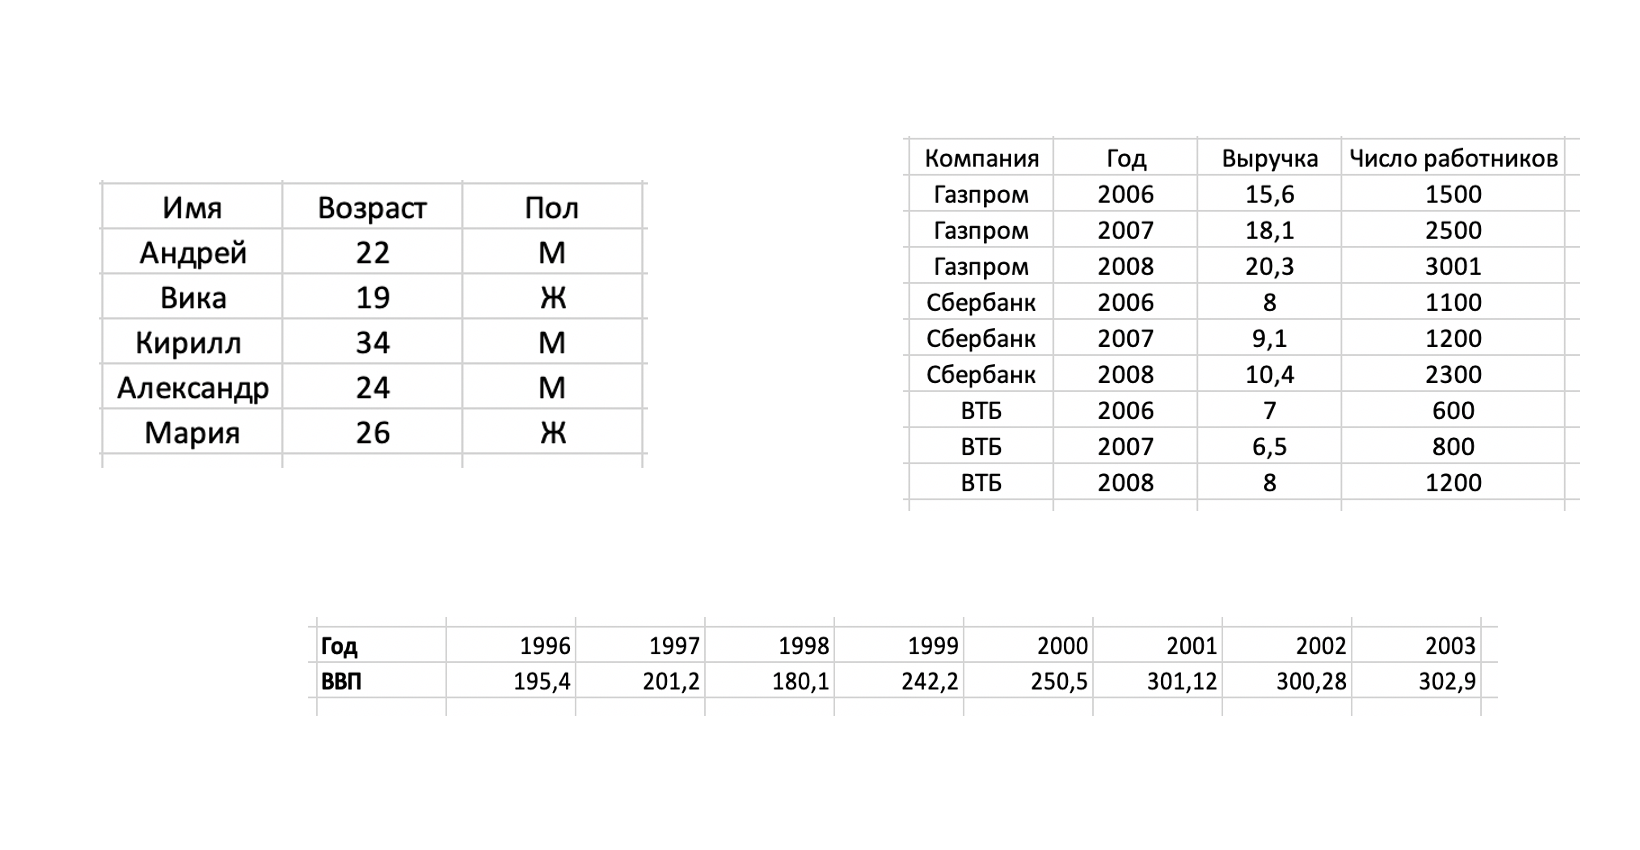 Имя Возраст Пол
Андрей 22 М
Вика 19 Ж
Кирилл 34 М
Александр 24 М
Мария 26 Ж
Компания Год Выручка Число работников
Газпром 2006 15,6 1500
Газпром 2007 18,1 2500
Газпром 2008 20,3 3001
Сбербанк 2006 8 1100
Сбербанк 2007 9,1 1200
Сбербанк 2008 10,4 2300
ВТБ 2006 7 600
ВТБ 2007 6,5 800
ВТБ 2008 8 1200
Год 1996 1997 1998 1999 2000 2001 2002 2003
ВВП 195,4 201,2 180,1 242,2 250,5 301,12 300,28 302,9